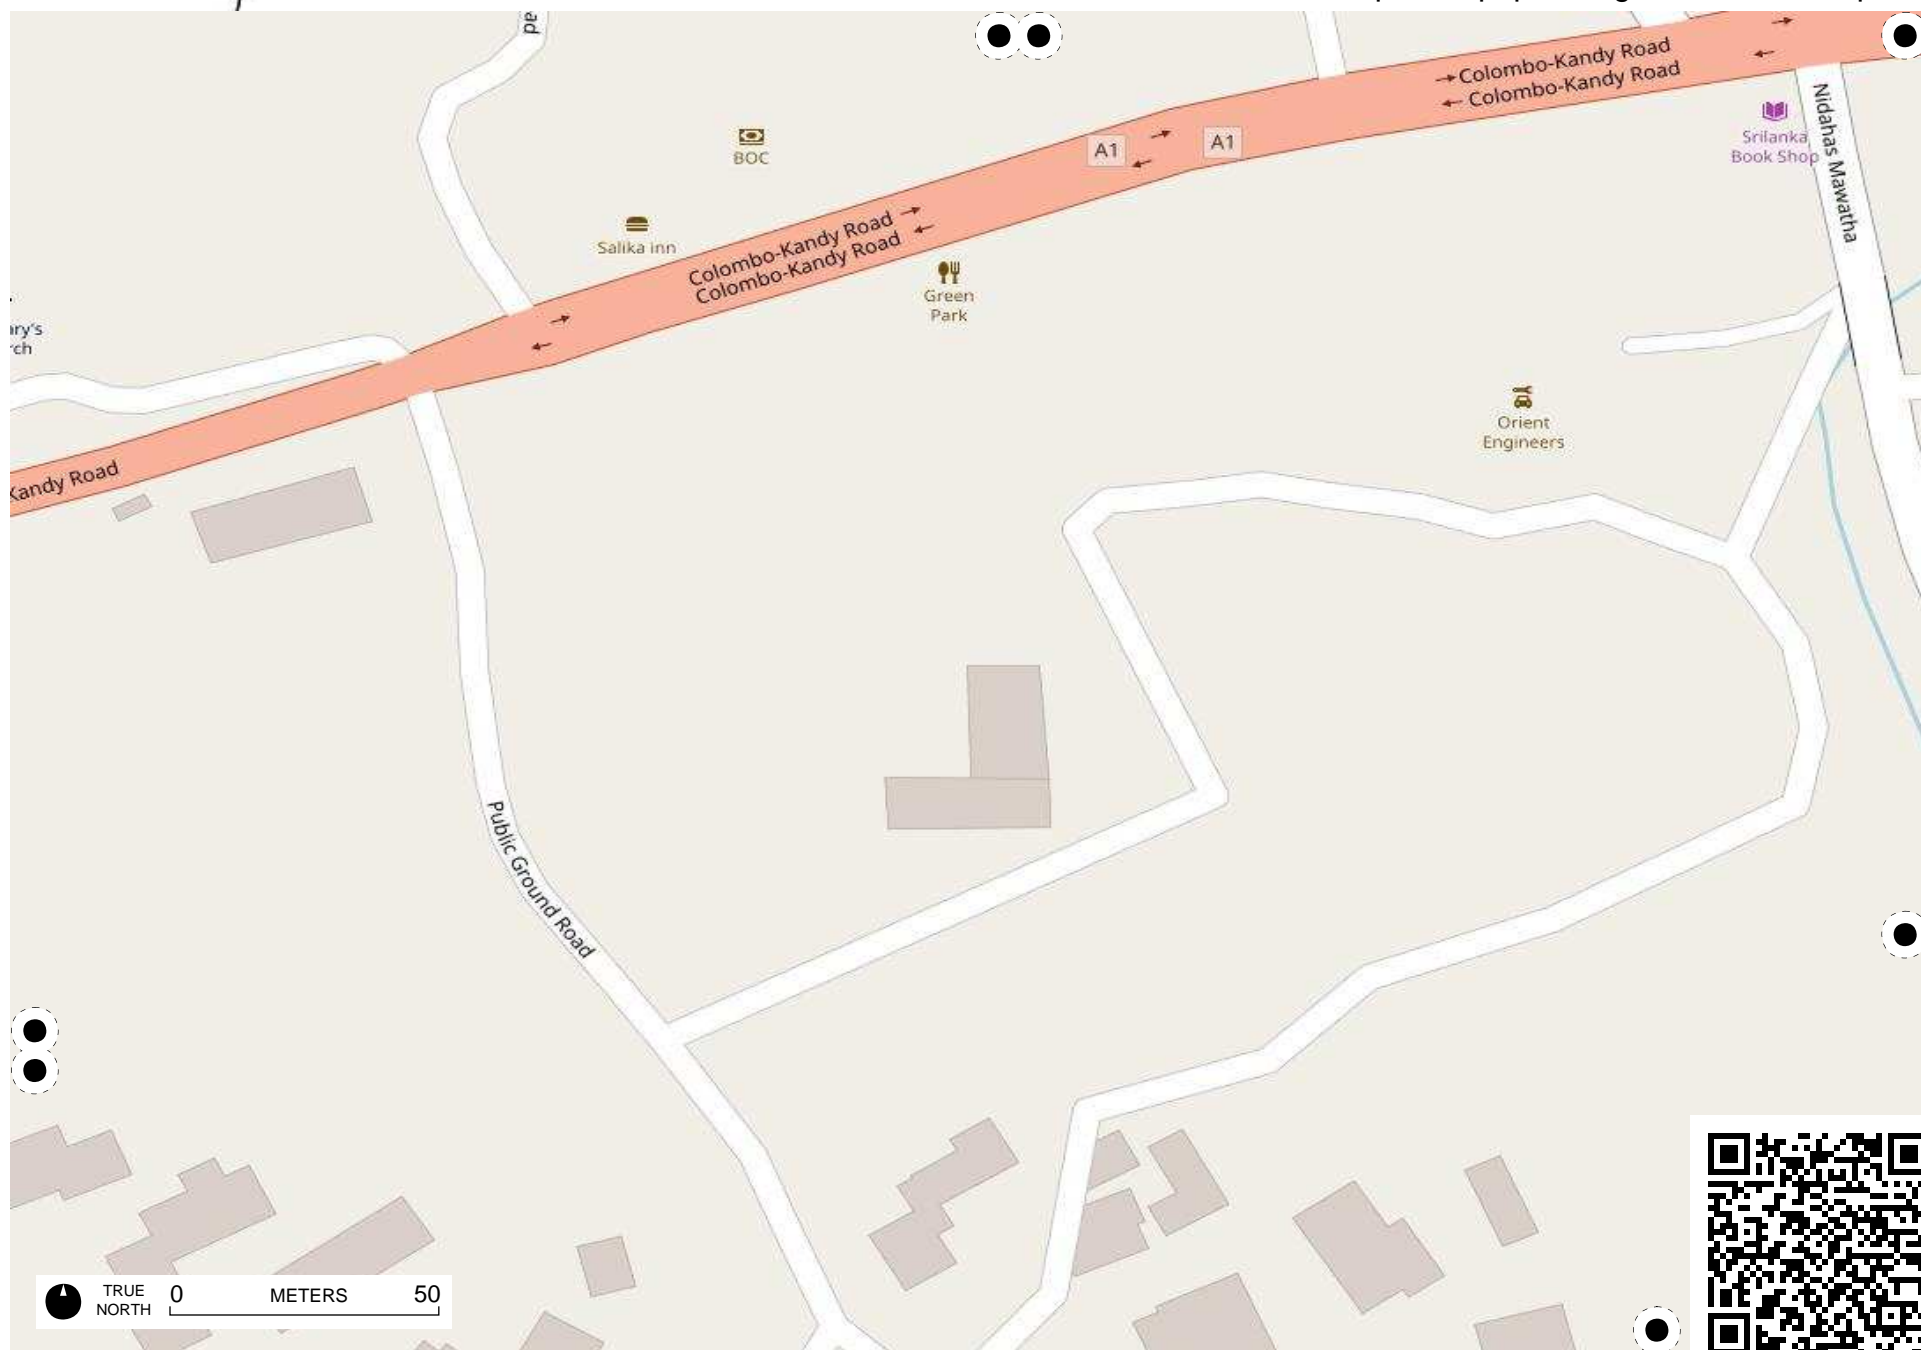 Colombo-Kandy Road
Colombo-Kandy Road
Nidahas Mawatha
Srilanka
Book Shop
A1
A1
BOC
Salika inn
Colombo-Kandy Road
Colombo-Kandy Road
Green
Park
Orient
Engineers
Kandy Road
Public Ground Road
TRUE
NORTH
0 METERS 50